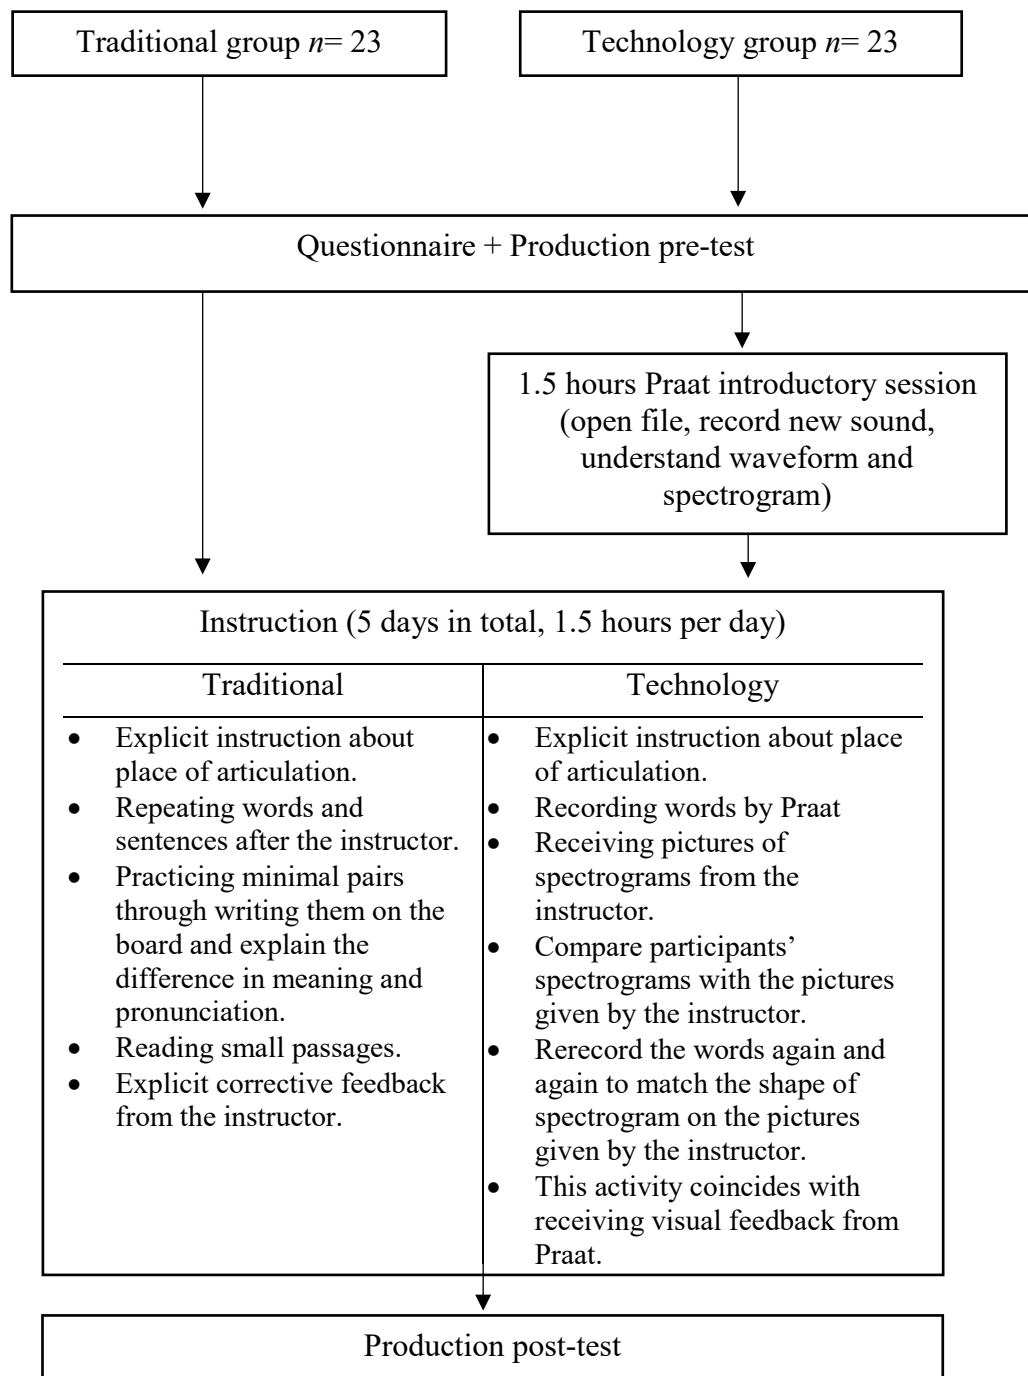 Traditional group n= 23
Technology group n= 23
Questionnaire + Production pre-test
1.5 hours Praat introductory session
(open file, record new sound,
understand waveform and
spectrogram)
Instruction (5 days in total, 1.5 hours per day)
Traditional
• Explicit instruction about
place of articulation.
• Repeating words and
sentences after the instructor.
• Practicing minimal pairs
through writing them on the
board and explain the
difference in meaning and
pronunciation.
• Reading small passages.
• Explicit corrective feedback
from the instructor.
Technology
• Explicit instruction about place
of articulation.
• Recording words by Praat
• Receiving pictures of
spectrograms from the
instructor.
• Compare participants’
spectrograms with the pictures
given by the instructor.
• Rerecord the words again and
again to match the shape of
spectrogram on the pictures
given by the instructor.
• This activity coincides with
receiving visual feedback from
Praat.
Production post-test